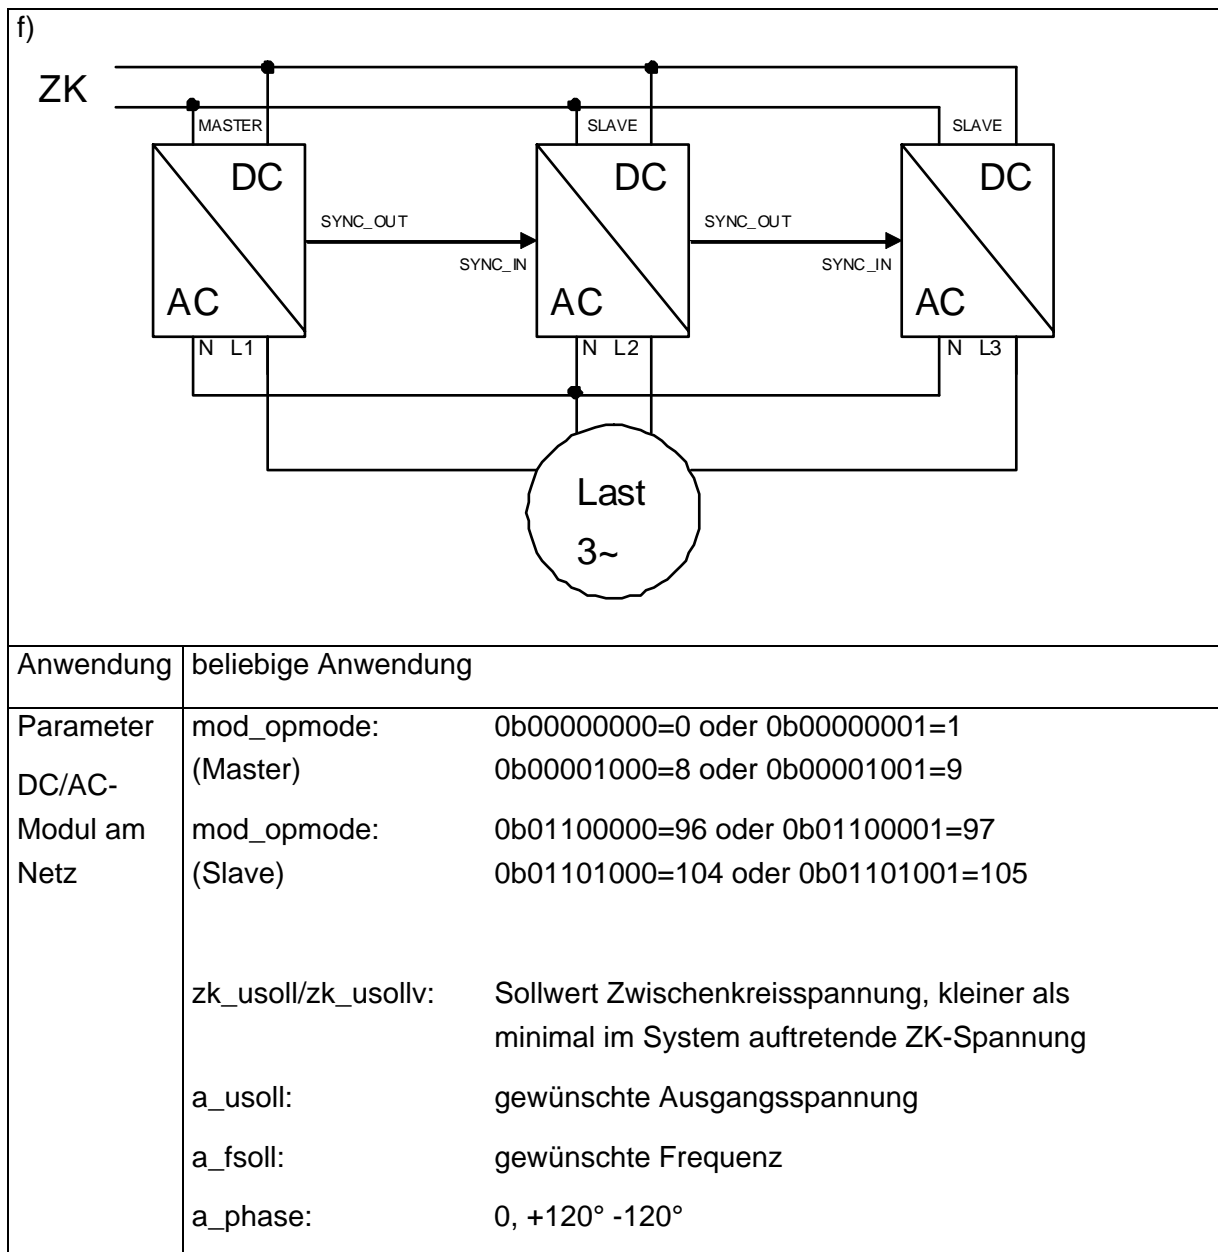 f)
ZK
MASTER
SLAVE
SLAVE
DC
DC
DC
SYNC_OUT
SYNC_OUT
SYNC_IN
SYNC_IN
AC
AC
AC
N L1
N L2
N L3
Last
3~
Anwendung beliebige Anwendung
Parameter mod_opmode: 0b00000000=0 oder 0b00000001=1
DC/AC- (Master) 0b00001000=8 oder 0b00001001=9
Modul am mod_opmode: 0b01100000=96 oder 0b01100001=97
Netz (Slave) 0b01101000=104 oder 0b01101001=105
zk_usoll/zk_usollv: Sollwert Zwischenkreisspannung, kleiner als
minimal im System auftretende ZK-Spannung
a_usoll: gewünschte Ausgangsspannung
a_fsoll: gewünschte Frequenz
a_phase: 0, +120° -120°